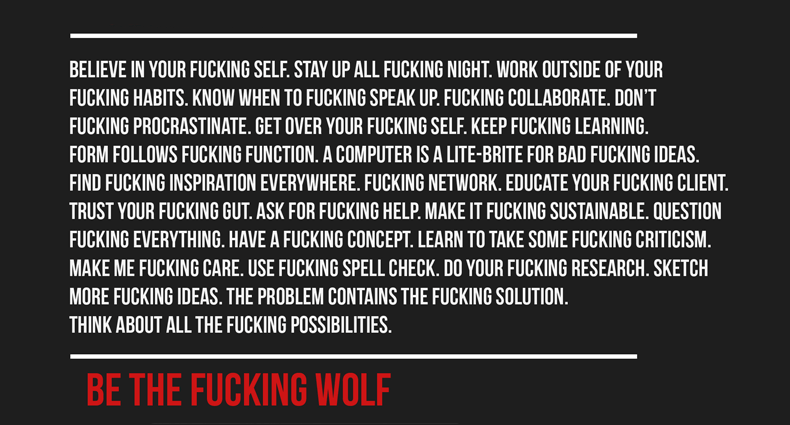 BELIEVE IN YOUR FUCKING SELF. STAY UP ALL FUCKING NIGHT. WORK OUTSIDE OF YOUR
FUCKING HABITS. KNOW WHEN TO FUCKING SPEAK UP. FUCKING COLLABORATE. DON'T
FUCKING PROCRASTINATE. GET OVER YOUR FUCKING SELF. KEEP FUCKING LEARNING.
FORM FOLLOWS FUCKING FUNCTION. A COMPUTER IS A LITE-BRITE FOR BAD FUCKING IDEAS.
FIND FUCKING INSPIRATION EVERYWHERE. FUCKING NETWORK. EDUCATE YOUR FUCKING CLIENT.
TRUST YOUR FUCKING GUT. ASK FOR FUCKING HELP. MAKE IT FUCKING SUSTAINABLE. QUESTION
FUCKING EVERYTHING. HAVE A FUCKING CONCEPT. LEARN TO TAKE SOME FUCKING CRITICISM.
MAKE ME FUCKING CARE. USE FUCKING SPELL CHECK. DO YOUR FUCKING RESEARCH. SKETCH
MORE FUCKING IDEAS. THE PROBLEM CONTAINS THE FUCKING SOLUTION.
THINK ABOUT ALL THE FUCKING POSSIBILITIES.
BE THE FUCKING WOLF